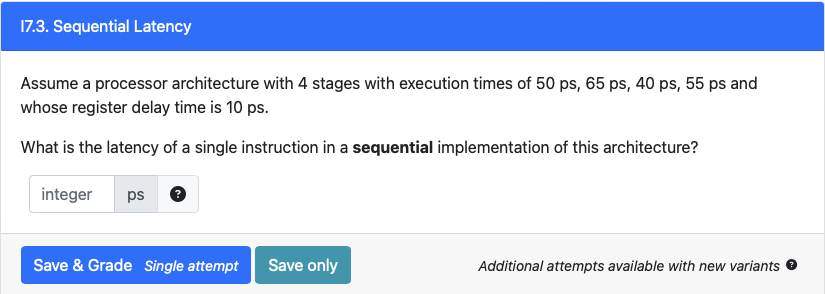 I7.3. Sequential Latency
Assume a processor architecture with 4 stages with execution times of 50 ps, 65 ps, 40 ps, 55 ps and
whose register delay time is 10 ps.
What is the latency of a single instruction in a sequential implementation of this architecture?
integer ps ?
Save & Grade Single attempt Save only Additional attempts available with new variants ?